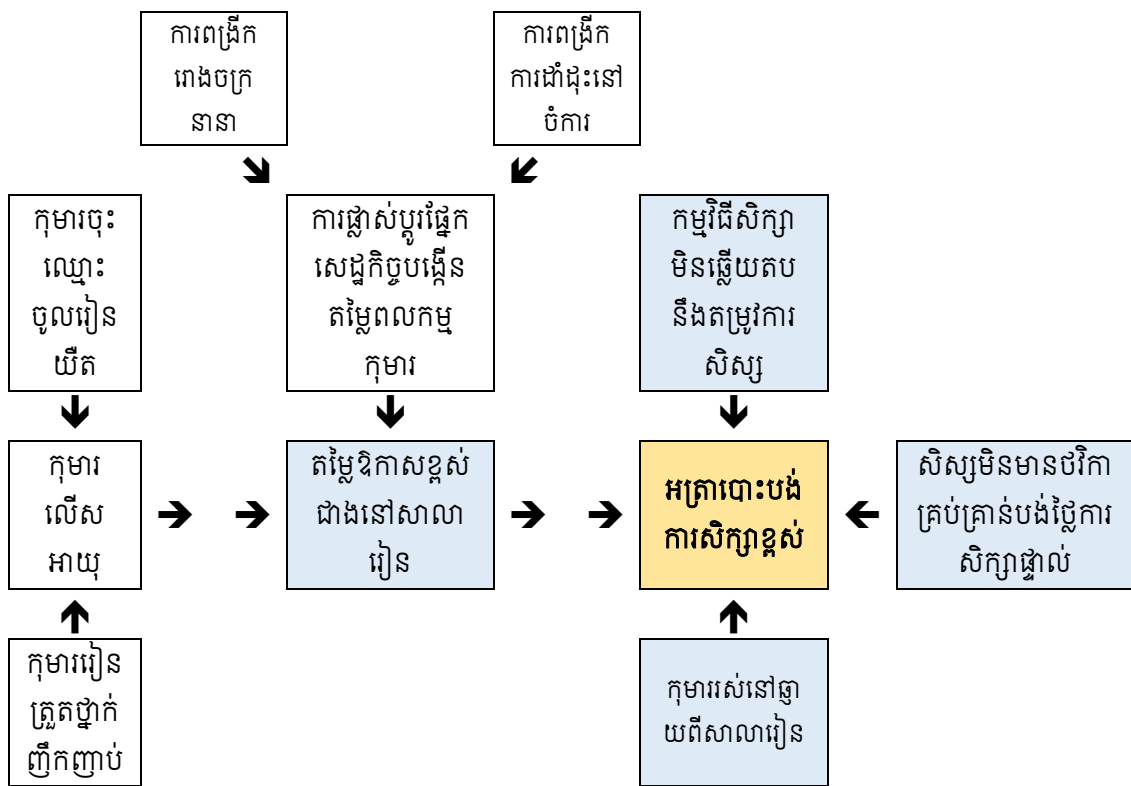 ការពង្រីក
រោងចក្រ
នានា
ការពង្រីក
ការដាំដុះនៅ
ចំការ
កុមារចុះ
ឈ្មោះ
ចូលរៀន
យឺត
ការផ្លាស់ប្តូរផ្នែក
សេដ្ឋកិច្ចបង្កើន
តម្លៃពលកម្ម
កុមារ
កម្មវិធីសិក្សា
មិនឆ្លើយតប
នឹងតម្រូវការ
សិស្ស
កុមារ
លើស
អាយុ
តម្លៃឱកាសខ្ពស់
ជាងនៅសាលា
រៀន
អត្រាបោះបង់
ការសិក្សាខ្ពស់
សិស្សមិនមានថវិកា
គ្រប់គ្រាន់បង់ថ្លៃការ
សិក្សាផ្ទាល់
កុមាររៀន
ត្រួតថ្នាក់
ញឹកញាប់
កុមាររស់នៅឆ្ងា
យពីសាលារៀន